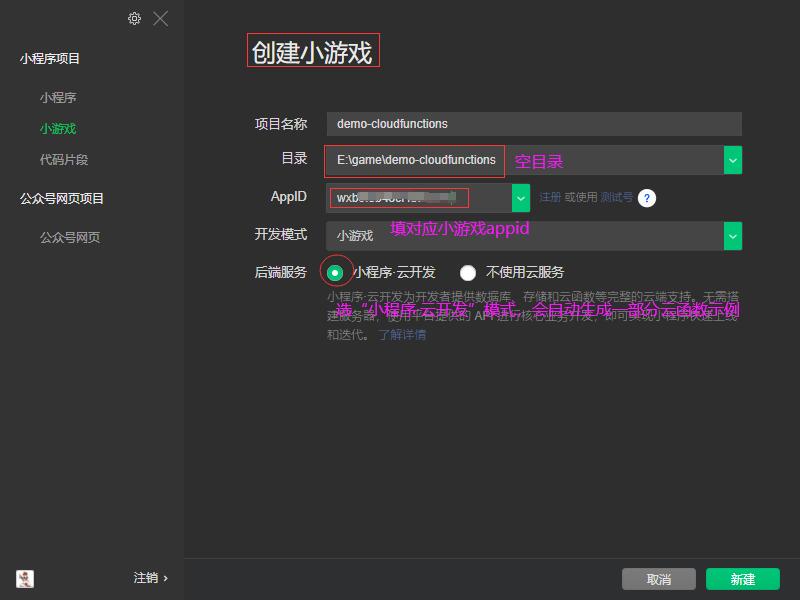 小程序项目
小程序
小游戏
代码片段
公众号网页项目
公众号网页
注销 ›
创建小游戏
项目名称
demo-cloudfunctions
目录
E:\game\demo-cloudfunctions
空目录
AppID
注册 或使用 测试号 ?
填对应小游戏appid
开发模式
小游戏
后端服务
小程序·云开发
不使用云服务
小程序·云开发为开发者提供数据库、存储和云函数等完整的云端支持。无需搭
建服务器，使用平台提供的 API 进行核心业务开发，即可实现小程序快速上线
和迭代。 了解详情
选“小程序·云开发”模式，会自动生成一部分云函数示例
取消
新建